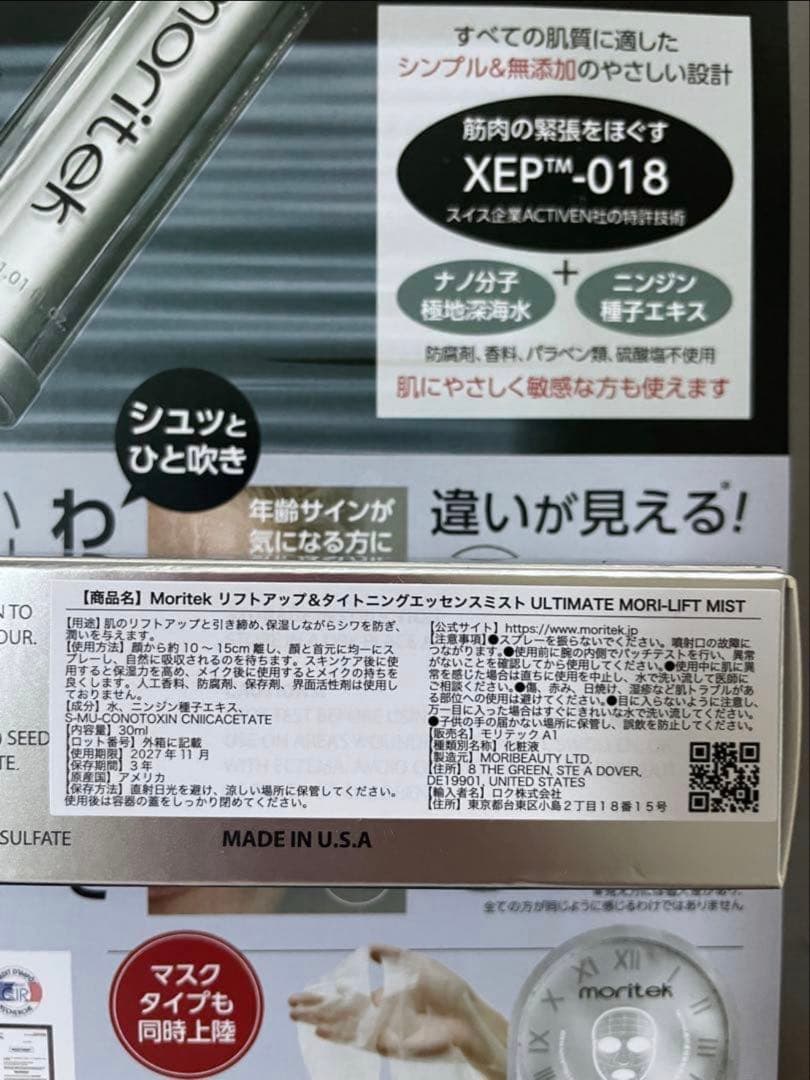 moritek
1.01 fl.oz.
すべての肌質に適した
シンプル&無添加のやさしい設計
筋肉の緊張をほぐす
XEP™-018
スイス企業ACTIVEN社の特許技術
ナノ分子
極地深海水
+
ニンジン
種子エキス
防腐剤、香料、パラベン類、硫酸塩不使用
肌にやさしく敏感な方も使えます
シュッと
ひと吹き
わ
年齢サインが
気になる方に
違いが見える!
N TO
OUR.
SEED
TE.
SULFATE
【商品名】Moritek リフトアップ&タイトニングエッセンスミスト ULTIMATE MORI-LIFT MIST
【用途】肌のリフトアップと引き締め、保湿しながらシワを防ぎ、
潤いを与えます。
【使用方法】顔から約10〜15cm離し、顔と首元に均一にス
プレーし、自然に吸収されるのを待ちます。スキンケア後に使
用すると保湿力を高め、メイク後に使用するとメイクの持ちを
良くします。人工香料、防腐剤、保存剤、界面活性剤は使用し
ておりません。
【成分】水、ニンジン種子エキス、
S-MU-CONOTOXIN CNIICACETATE
【内容量】30ml
【ロット番号】外箱に記載
【使用期限】2027年11月
【保存期間】3年
【原産国】アメリカ
【保存方法】直射日光を避け、涼しい場所に保管してください。
使用後は容器の蓋をしっかり閉めてください。
【公式サイト】https://www.moritek.jp
【注意事項】●スプレーを振らないでください。噴射口の故障に
つながります。●使用前に腕の内側でパッチテストを行い、異常
がないことを確認してから使用してください。●使用中に肌に異
常を感じた場合は直ちに使用を中止し、水で洗い流して医師に
ご相談ください。●傷、赤み、日焼け、湿疹など肌トラブルがあ
る部位への使用は避けてください。●目に入らないように注意し、
万一目に入った場合はすぐにきれいな水で洗い流してください。
●子供の手の届かない場所に保管し、誤飲を防止してください。
【販売名】モリテック A1
【種類別名称】化粧液
【製造元】MORIBEAUTY LTD.
【住所】8 THE GREEN, STE A DOVER,
DE19901, UNITED STATES
【輸入者名】ロク株式会社
【住所】東京都台東区小島2丁目18番15号
MADE IN U.S.A
全ての方が同じように感じるわけではありません
マスク
タイプも
同時上陸
moritek